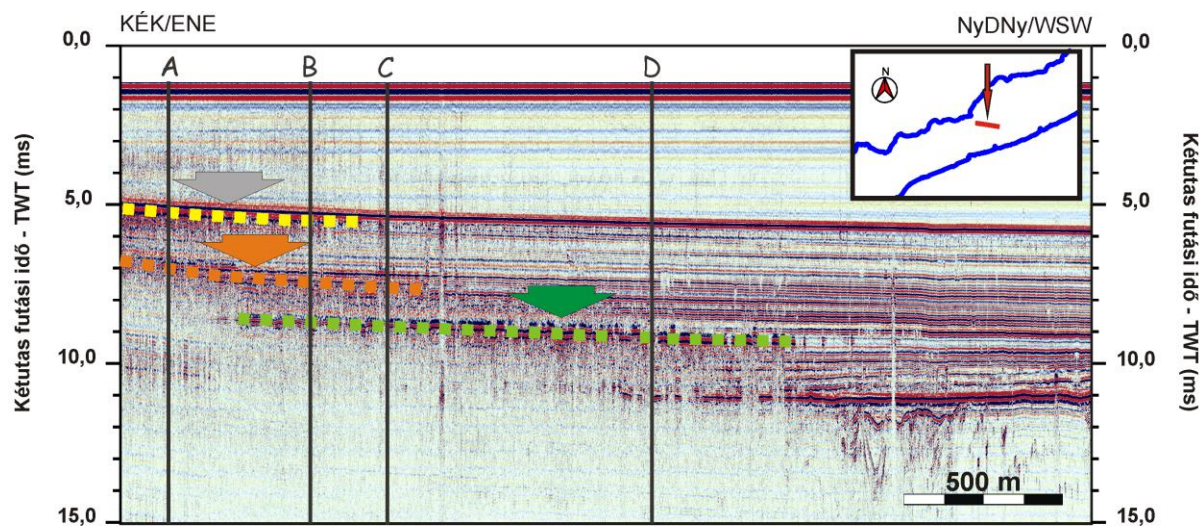 KÉK/ENE
NyDNy/WSW
0,0
0,0
A
B
C
D
N
5,0
5,0
10,0
10,0
15,0
15,0
Kétutas futási idő - TWT (ms)
Kétutas futási idő - TWT (ms)
500 m